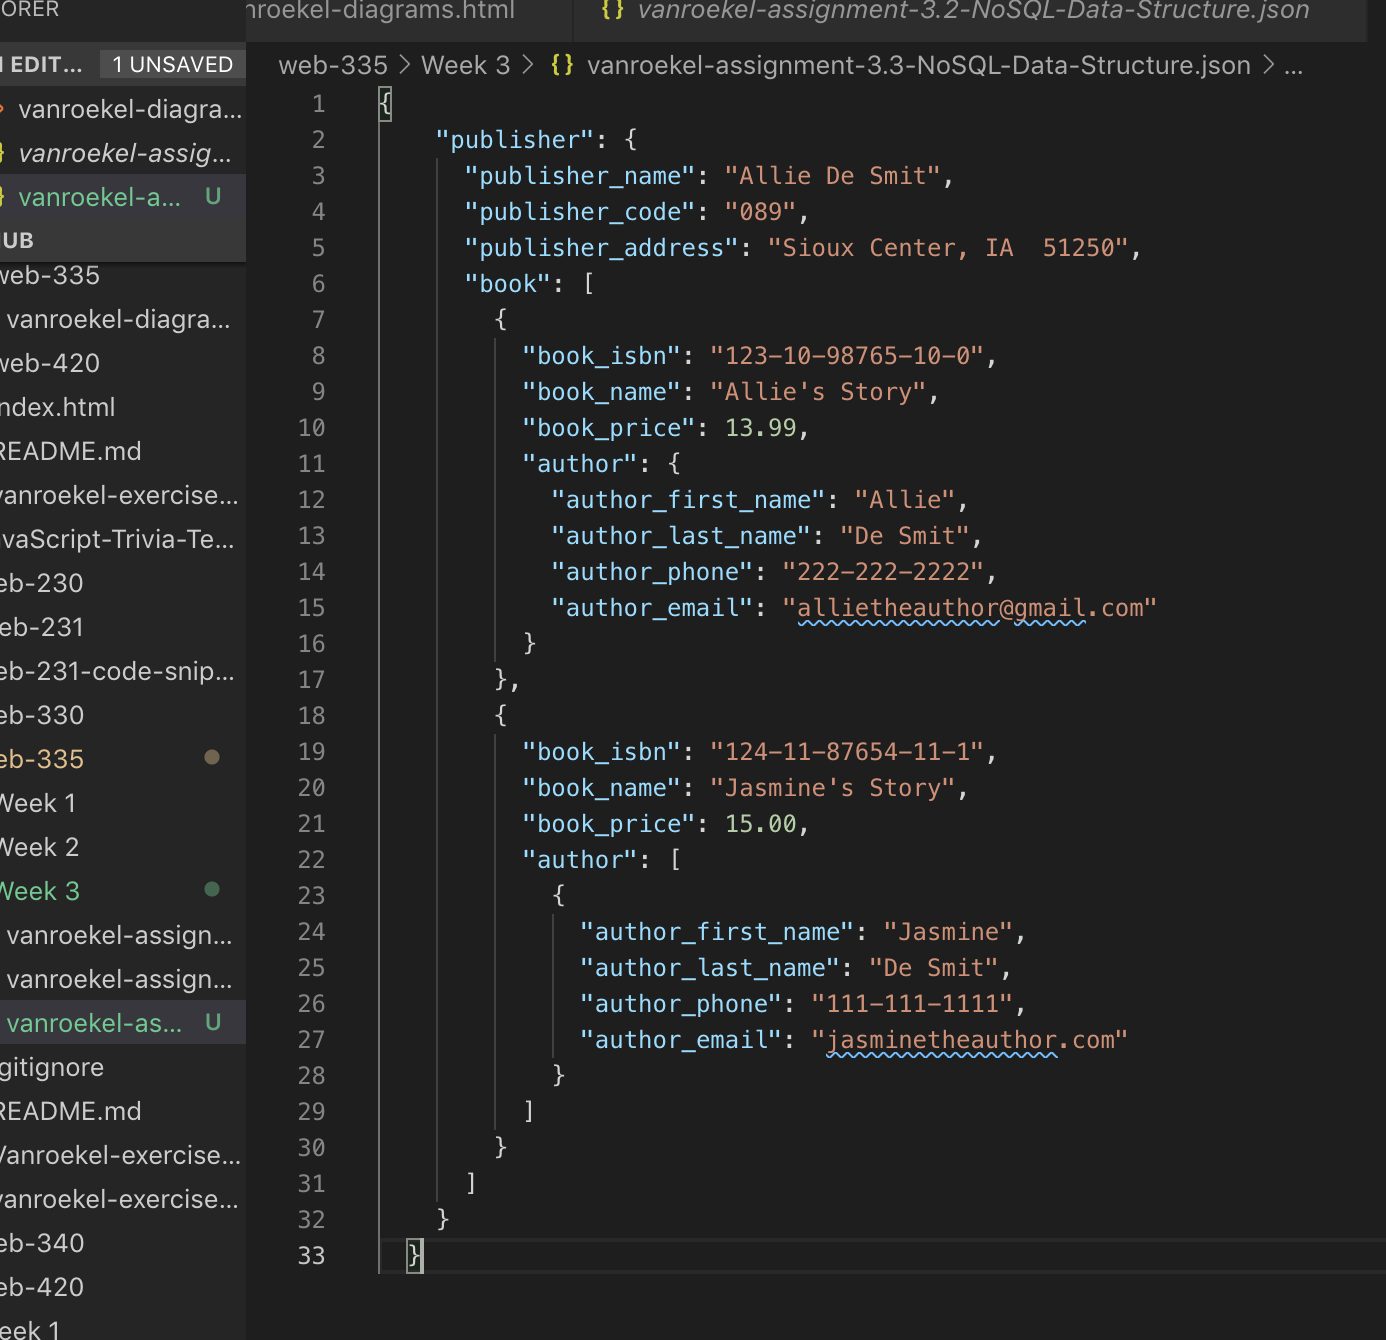 ORER
nroekel-diagrams.html
{} vanroekel-assignment-3.2-NoSQL-Data-Structure.json
EDIT... 1 UNSAVED
vanroekel-diagra...
vanroekel-assig...
vanroekel-a... U
UB
web-335
vanroekel-diagra...
web-420
ndex.html
README.md
vanroekel-exercise...
avaScript-Trivia-Te...
eb-230
eb-231
eb-231-code-snip...
eb-330
eb-335
Week 1
Week 2
Week 3
vanroekel-assign...
vanroekel-assign...
vanroekel-as... U
gitignore
README.md
Vanroekel-exercise...
vanroekel-exercise...
eb-340
eb-420
eek 1
web-335 > Week 3 > {} vanroekel-assignment-3.3-NoSQL-Data-Structure.json > ...
1 {
2 "publisher": {
3 "publisher_name": "Allie De Smit",
4 "publisher_code": "089",
5 "publisher_address": "Sioux Center, IA  51250",
6 "book": [
7 {
8 "book_isbn": "123-10-98765-10-0",
9 "book_name": "Allie's Story",
10 "book_price": 13.99,
11 "author": {
12 "author_first_name": "Allie",
13 "author_last_name": "De Smit",
14 "author_phone": "222-222-2222",
15 "author_email": "allietheauthor@gmail.com"
16 }
17 },
18 {
19 "book_isbn": "124-11-87654-11-1",
20 "book_name": "Jasmine's Story",
21 "book_price": 15.00,
22 "author": [
23 {
24 "author_first_name": "Jasmine",
25 "author_last_name": "De Smit",
26 "author_phone": "111-111-1111",
27 "author_email": "jasminetheauthor.com"
28 }
29 ]
30 }
31 ]
32 }
33 }